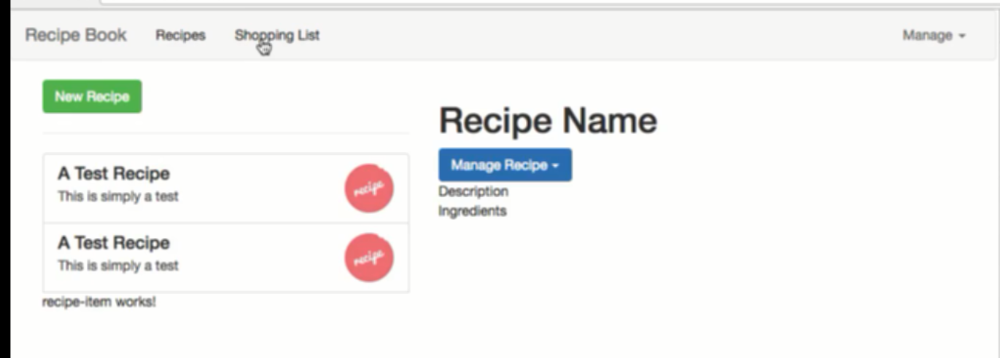 Recipe Book Recipes Shopping List Manage
New Recipe
A Test Recipe
This is simply a test
recipe
A Test Recipe
This is simply a test
recipe
recipe-item works!
Recipe Name
Manage Recipe
Description
Ingredients